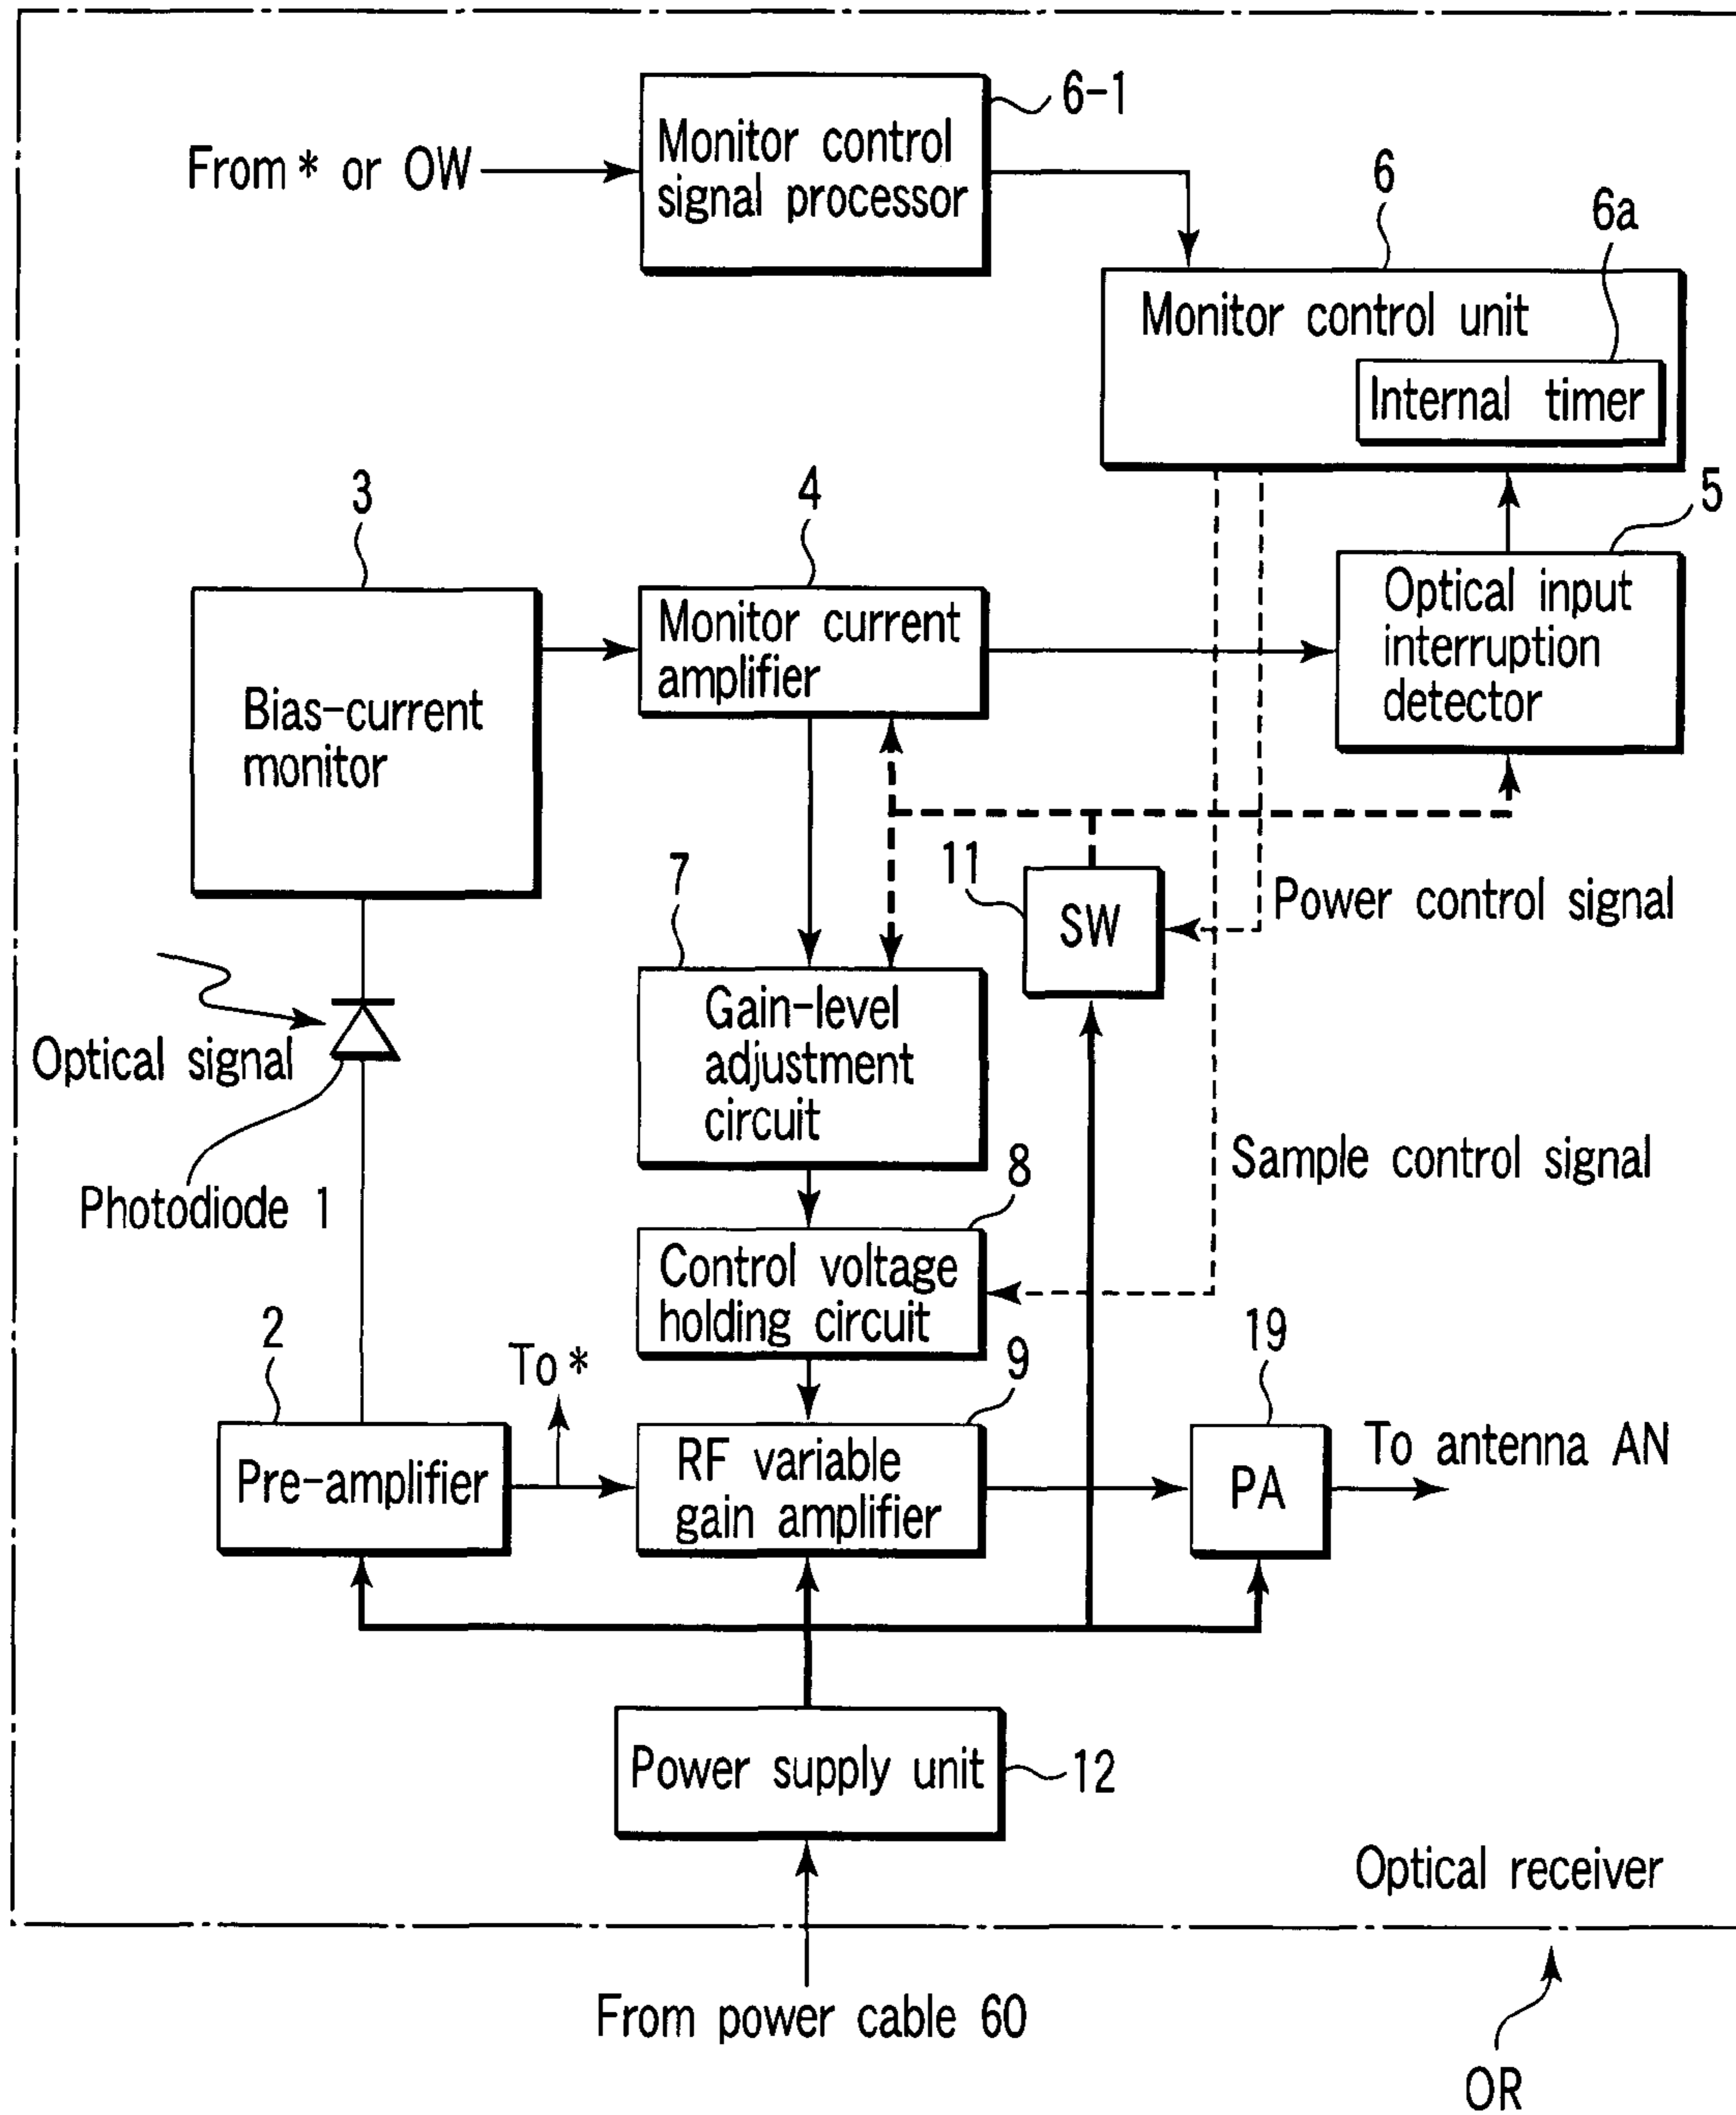 6-1
Monitor control
signal processor
From * or OW
6
6a
Monitor control unit
Internal timer
3
4
5
Bias-current
monitor
Monitor current
amplifier
Optical input
interruption
detector
7
11
SW
Power control signal
Optical signal
Gain-level
adjustment
circuit
Photodiode 1
Sample control signal
8
Control voltage
holding circuit
2
To *
9
19
Pre-amplifier
RF variable
gain amplifier
PA
To antenna AN
Power supply unit
12
Optical receiver
From power cable 60
OR